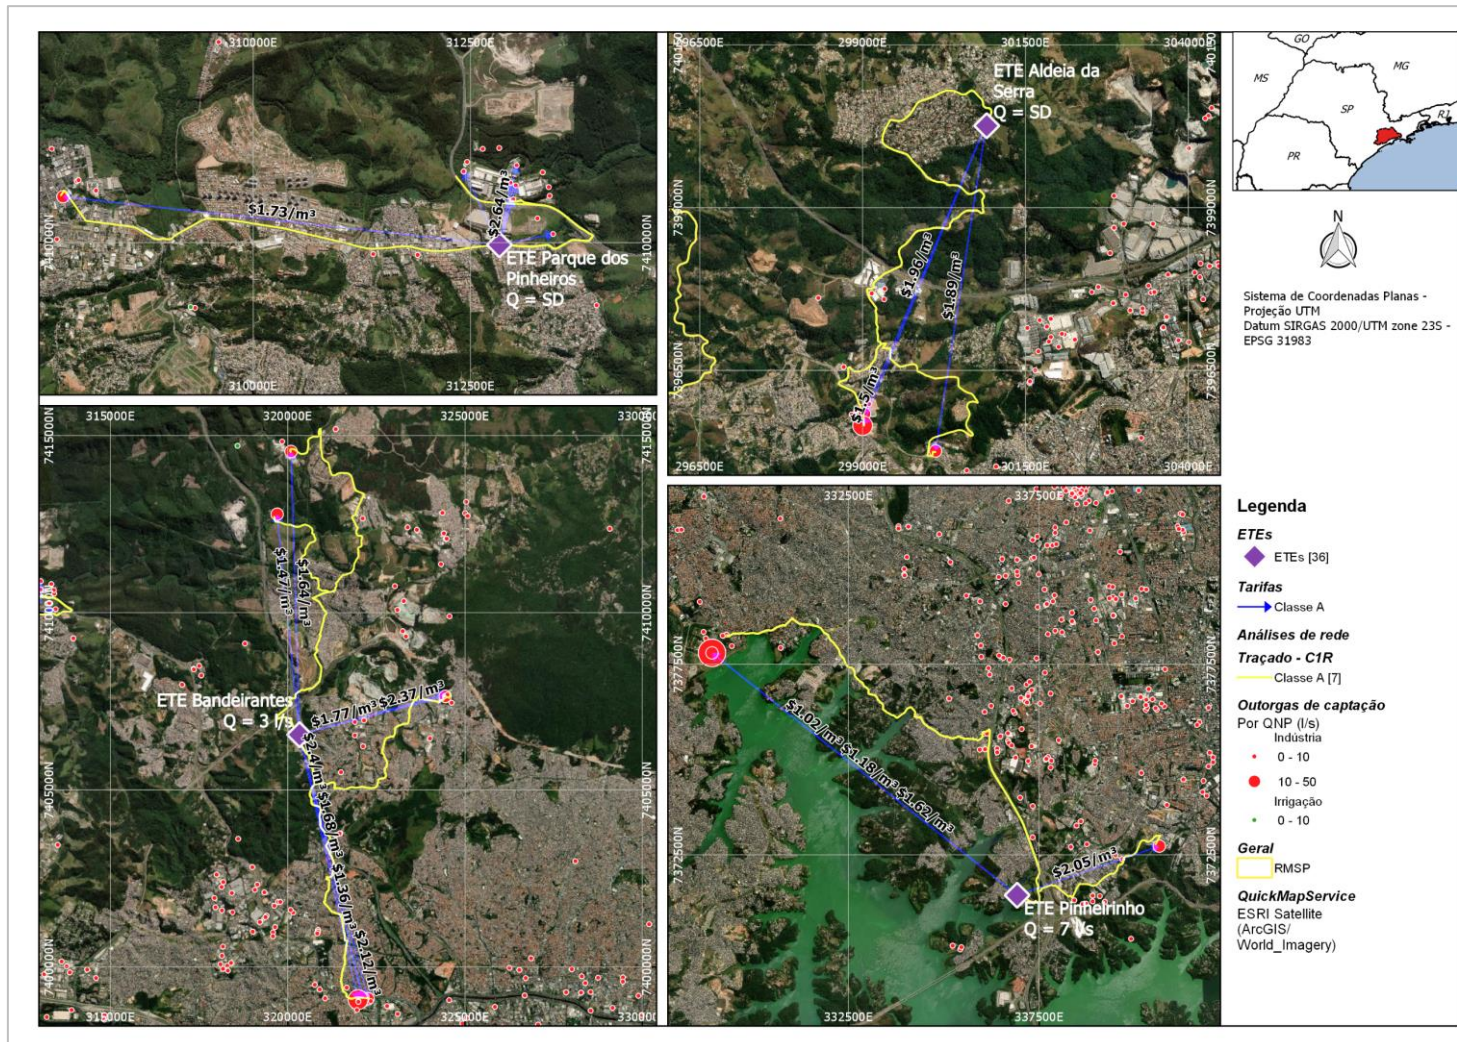 310000E
312500E
7410000N
7410000N
$1.73/m³
$2.64/m³
ETE Parque dos
Pinheiros
Q = SD
310000E
312500E
296500E
299000E
301500E
304000E
740150
740150
ETE Aldeia da
Serra
Q = SD
7399000N
7399000N
$1.96/m³
$1.89/m³
7396500N
7396500N
$1.5/m³
296500E
299000E
301500E
304000E
315000E
320000E
325000E
33000
7415000N
7415000N
$1.47/m³
$1.64/m³
7410000N
7410000N
ETE Bandeirantes
Q = 3 l/s
$1.77/m³
$2.37/m³
$2.4/m³
$1.68/m³
$1.36/m³
$2.12/m³
7405000N
7405000N
7400000N
7400000N
315000E
320000E
325000E
33000
332500E
337500E
7377500N
7377500N
$1.02/m³
$1.18/m³
$1.62/m³
$2.05/m³
7372500N
7372500N
ETE Pinheirinho
Q = 7 l/s
332500E
337500E
GO
MS
MG
SP
RJ
PR
N
Sistema de Coordenadas Planas -
Projeção UTM
Datum SIRGAS 2000/UTM zone 23S -
EPSG 31983
Legenda
ETEs
ETEs [36]
Tarifas
Classe A
Análises de rede
Traçado - C1R
Classe A [7]
Outorgas de captação
Por QNP (l/s)
Indústria
0 - 10
10 - 50
Irrigação
0 - 10
Geral
RMSP
QuickMapService
ESRI Satellite
(ArcGIS/
World_Imagery)